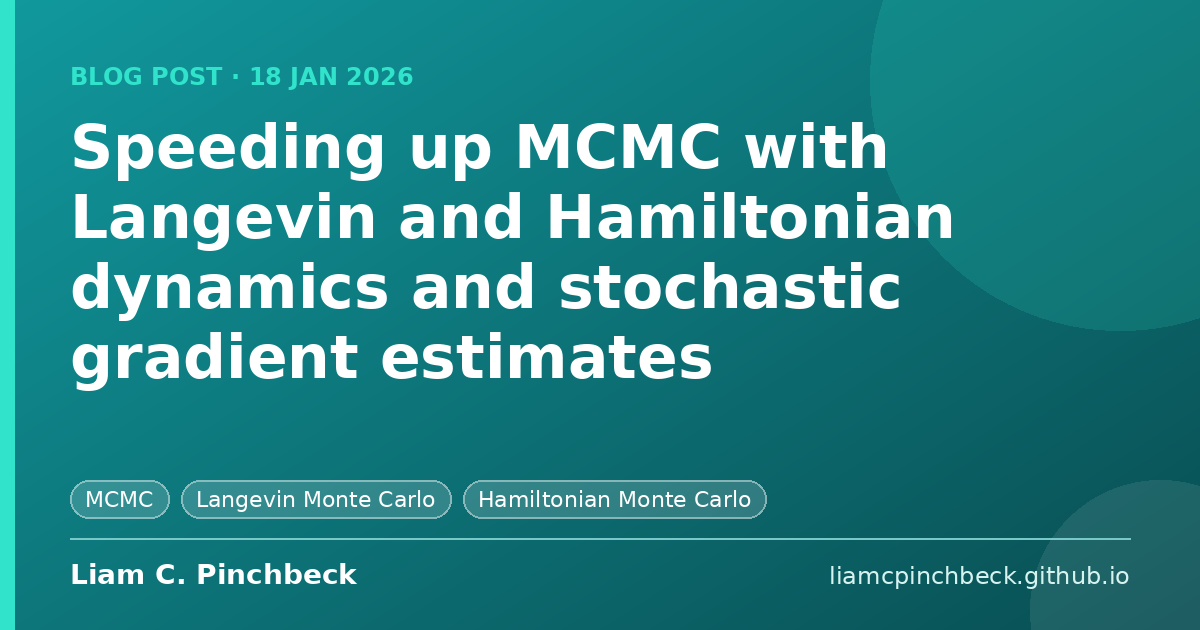 BLOG POST · 18 JAN 2026
Speeding up MCMC with
Langevin and Hamiltonian
dynamics and stochastic
gradient estimates
MCMC
Langevin Monte Carlo
Hamiltonian Monte Carlo
Liam C. Pinchbeck
liamcpinchbeck.github.io